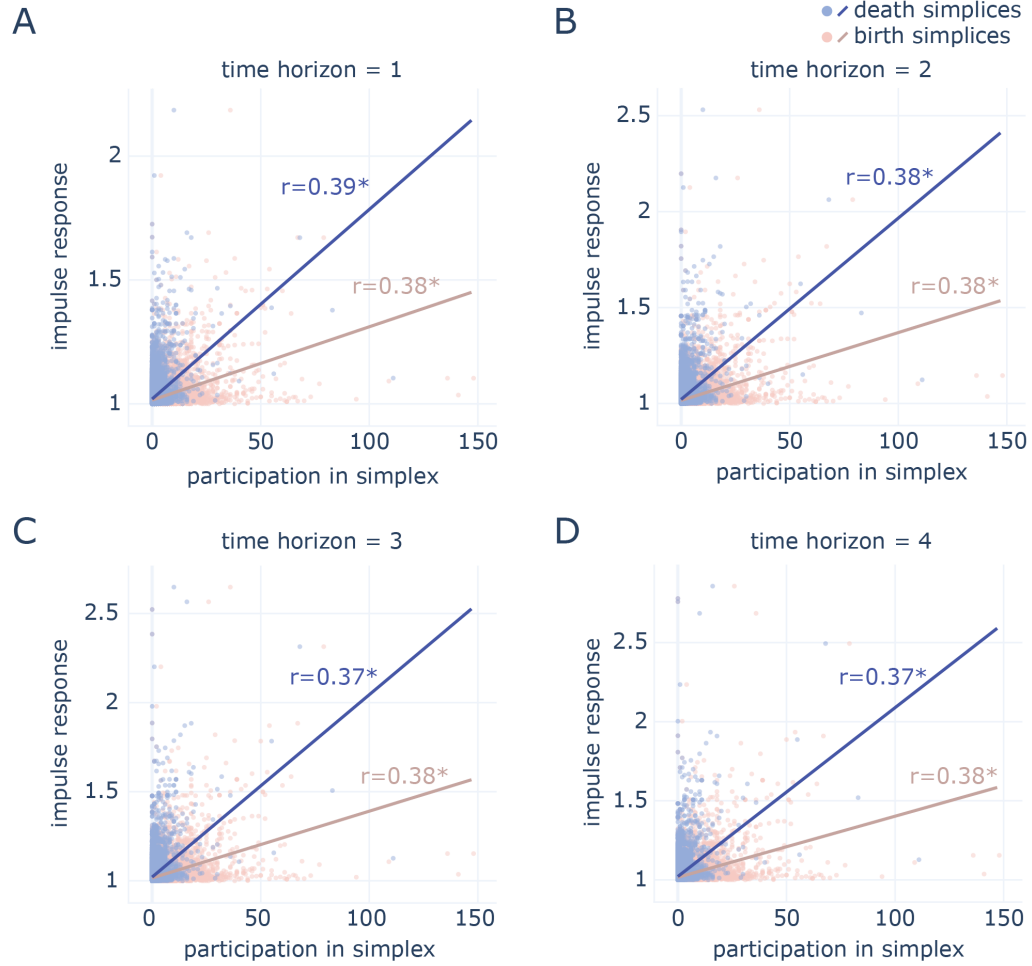 A
B
death simplices
birth simplices
time horizon = 1
time horizon = 2
impulse response
2
1.5
1
r=0.39*
r=0.38*
0 50 100 150
participation in simplex
impulse response
2.5
2
1.5
1
r=0.38*
r=0.38*
0 50 100 150
participation in simplex
C
D
time horizon = 3
time horizon = 4
impulse response
2.5
2
1.5
1
r=0.37*
r=0.38*
0 50 100 150
participation in simplex
impulse response
2.5
2
1.5
1
r=0.37*
r=0.38*
0 50 100 150
participation in simplex